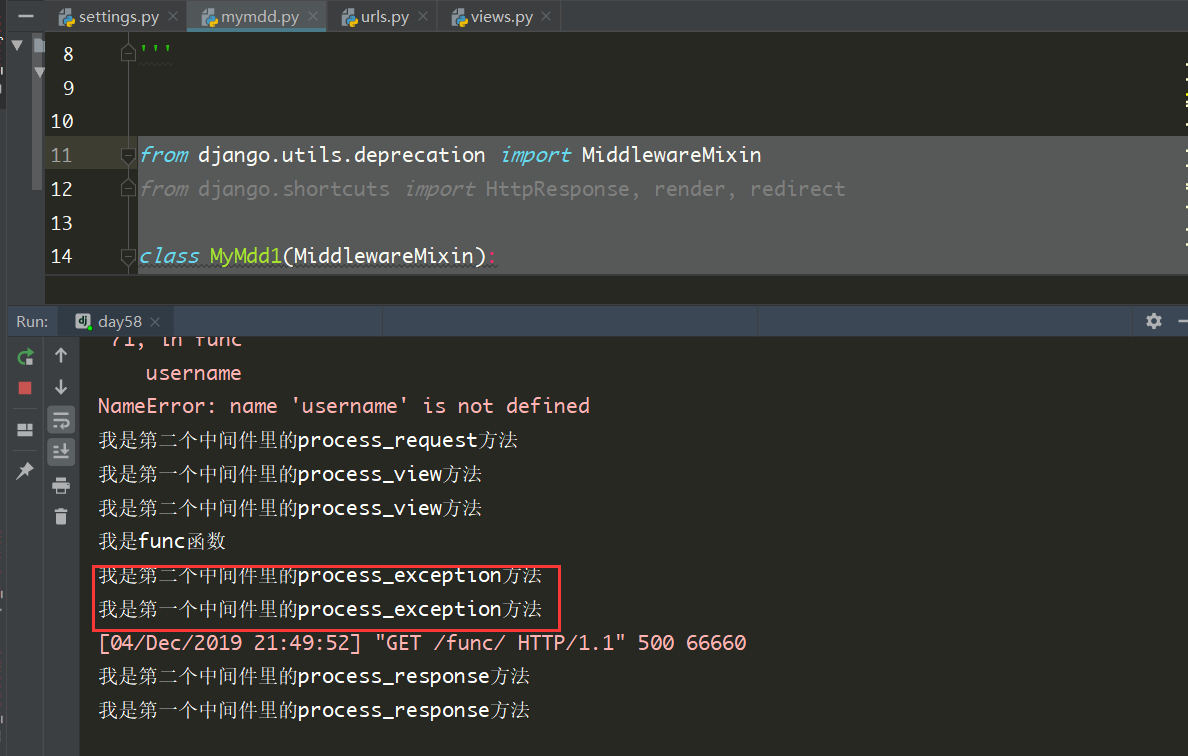 settings.py mymdd.py urls.py views.py
8 '''
9
10
11 from django.utils.deprecation import MiddlewareMixin
12 from django.shortcuts import HttpResponse, render, redirect
13
14 class MyMdd1(MiddlewareMixin):
Run: day58
71, in func
username
NameError: name 'username' is not defined
我是第二个中间件里的process_request方法
我是第一个中间件里的process_view方法
我是第二个中间件里的process_view方法
我是func函数
我是第二个中间件里的process_exception方法
我是第一个中间件里的process_exception方法
[04/Dec/2019 21:49:52] "GET /func/ HTTP/1.1" 500 66660
我是第二个中间件里的process_response方法
我是第一个中间件里的process_response方法